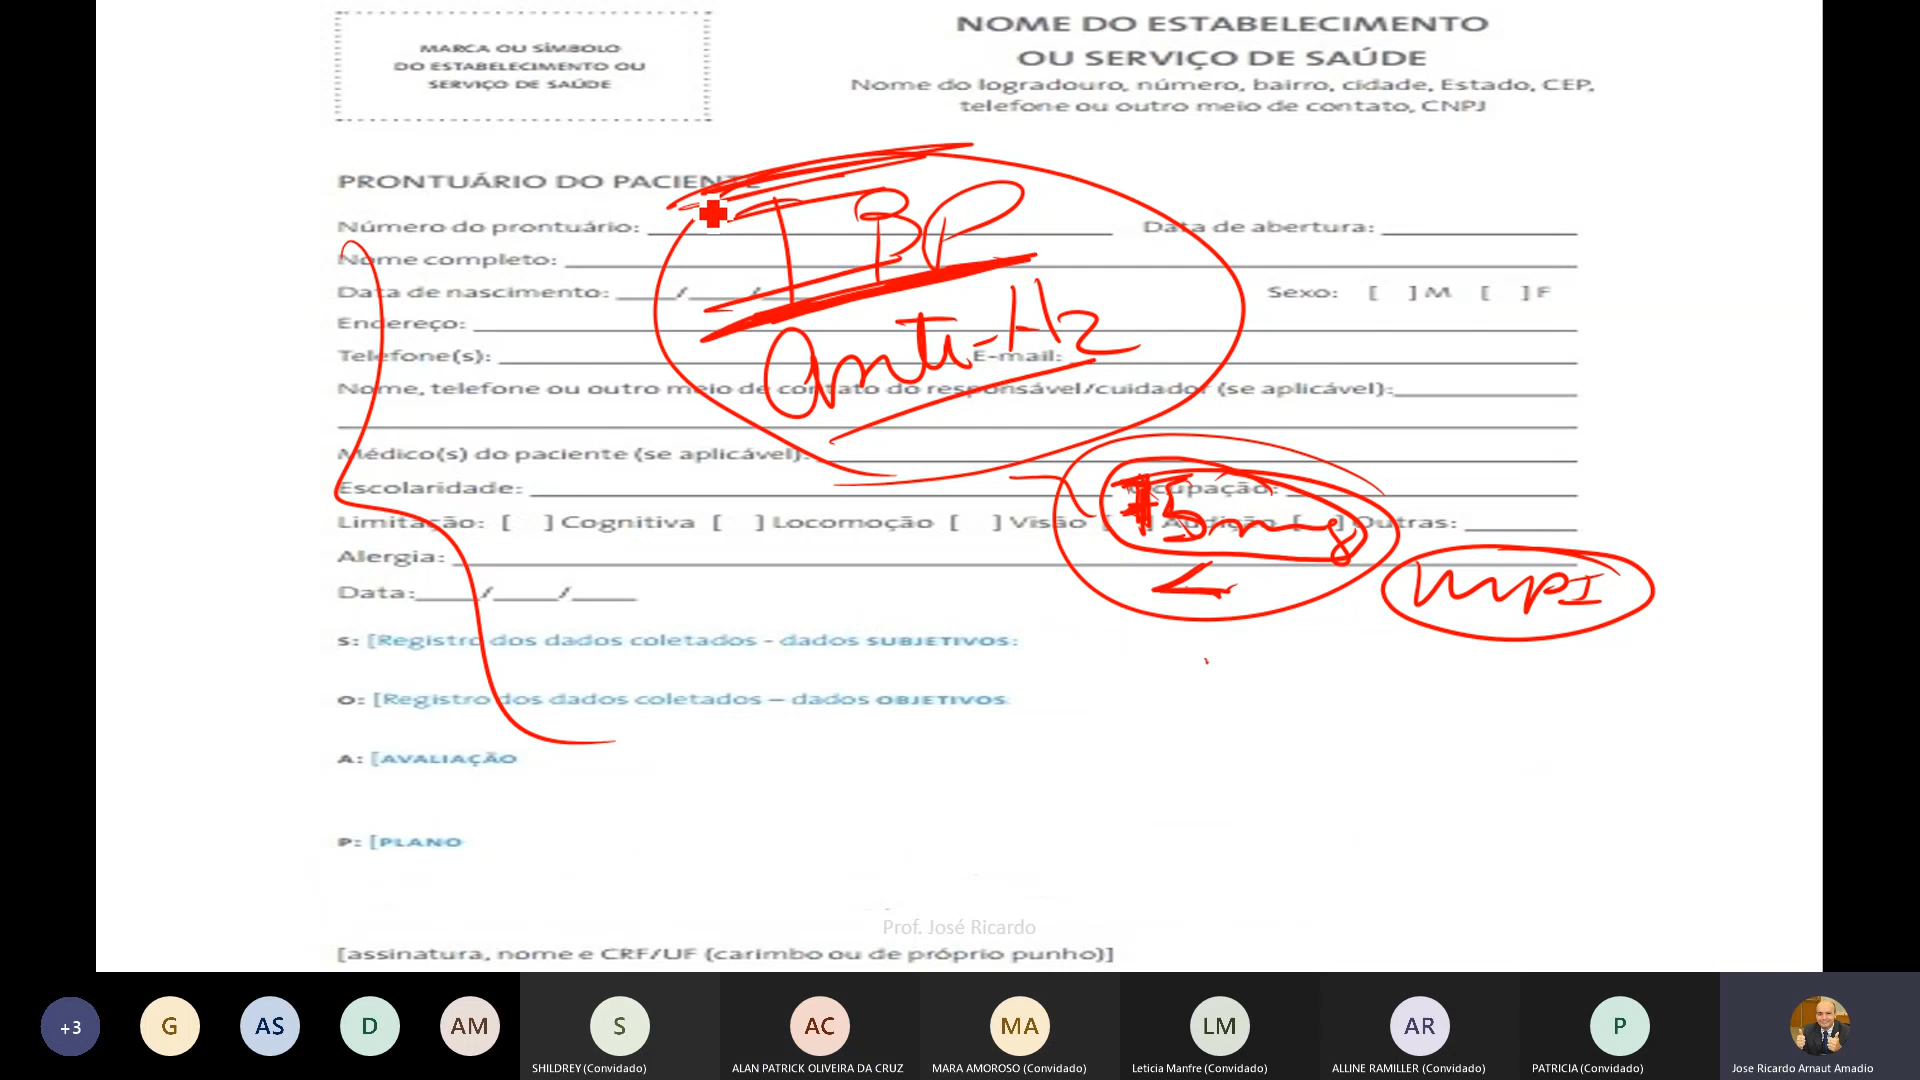 MARCA OU SÍMBOLO
DO ESTABELECIMENTO OU
SERVIÇO DE SAÚDE
NOME DO ESTABELECIMENTO
OU SERVIÇO DE SAÚDE
Nome do logradouro, número, bairro, cidade, Estado, CEP,
telefone ou outro meio de contato, CNPJ
PRONTUÁRIO DO PACIENTE
Número do prontuário: Data de abertura:
Nome completo:
Data de nascimento: ____/____/ Sexo: [ ] M [ ] F
Endereço:
Telefone(s): E-mail:
Nome, telefone ou outro meio de contato do responsável/cuidador (se aplicável):
Médico(s) do paciente (se aplicável):
Escolaridade: Ocupação:
Limitação: [ ] Cognitiva [ ] Locomoção [ ] Visão [ ] Audição [ ] Outras:
Alergia:
Data:____/____/____
S: [Registro dos dados coletados - dados SUBJETIVOS:
O: [Registro dos dados coletados – dados OBJETIVOS
A: [AVALIAÇÃO
P: [PLANO
Prof. José Ricardo
[assinatura, nome e CRF/UF (carimbo ou de próprio punho)]
IBP
anti-H2
15mg
<
MPI
+3
G
AS
D
AM
S
AC
MA
LM
AR
P
SHILDREY (Convidado)
ALAN PATRICK OLIVEIRA DA CRUZ
MARA AMOROSO (Convidado)
Leticia Manfre (Convidado)
ALLINE RAMILLER (Convidado)
PATRICIA (Convidado)
Jose Ricardo Arnaut Amadio